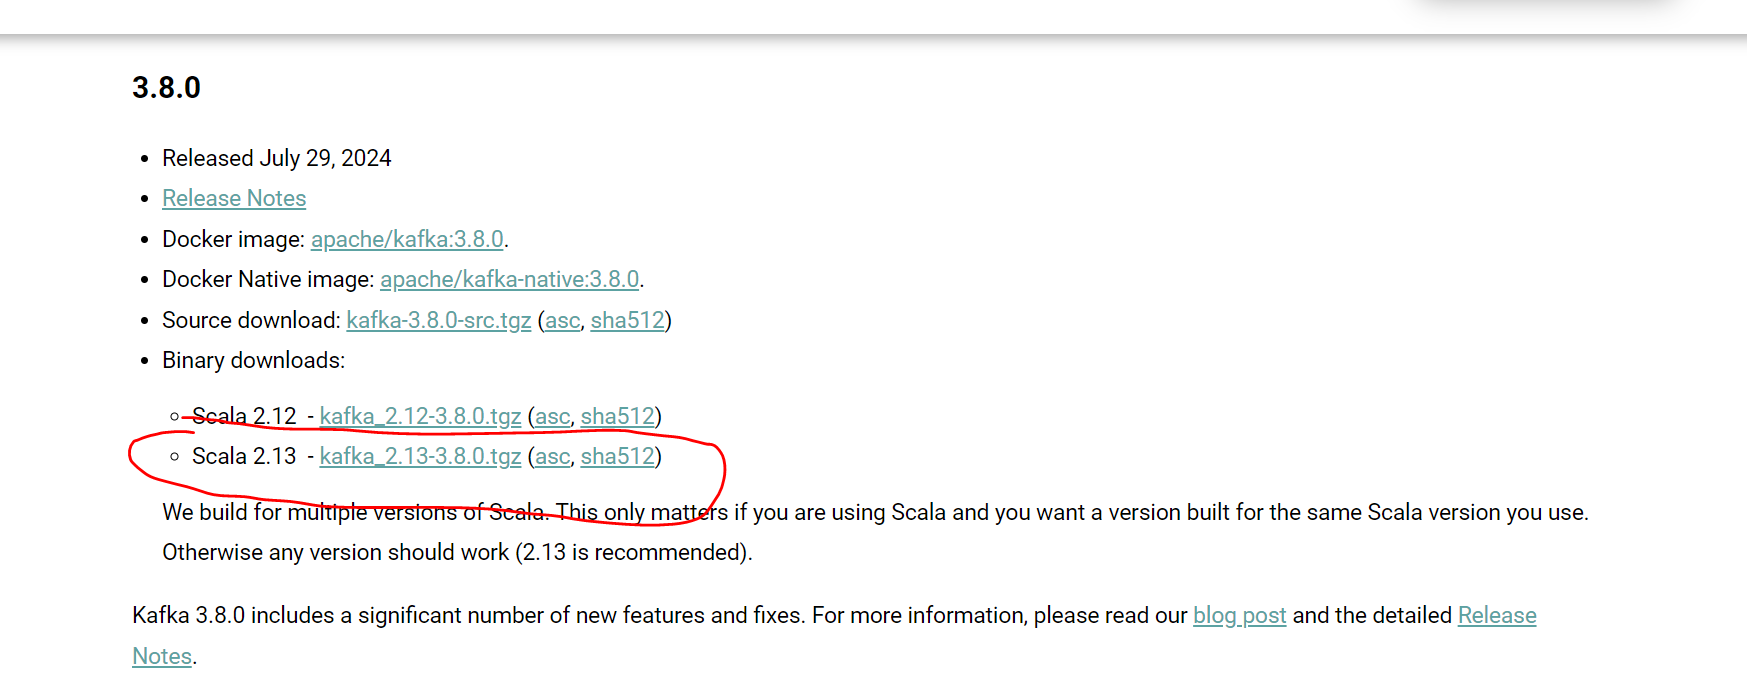 3.8.0
• Released July 29, 2024
• Release Notes
• Docker image: apache/kafka:3.8.0.
• Docker Native image: apache/kafka-native:3.8.0.
• Source download: kafka-3.8.0-src.tgz (asc, sha512)
• Binary downloads:
◦ Scala 2.12 - kafka_2.12-3.8.0.tgz (asc, sha512)
◦ Scala 2.13 - kafka_2.13-3.8.0.tgz (asc, sha512)
We build for multiple versions of Scala. This only matters if you are using Scala and you want a version built for the same Scala version you use.
Otherwise any version should work (2.13 is recommended).
Kafka 3.8.0 includes a significant number of new features and fixes. For more information, please read our blog post and the detailed Release
Notes.